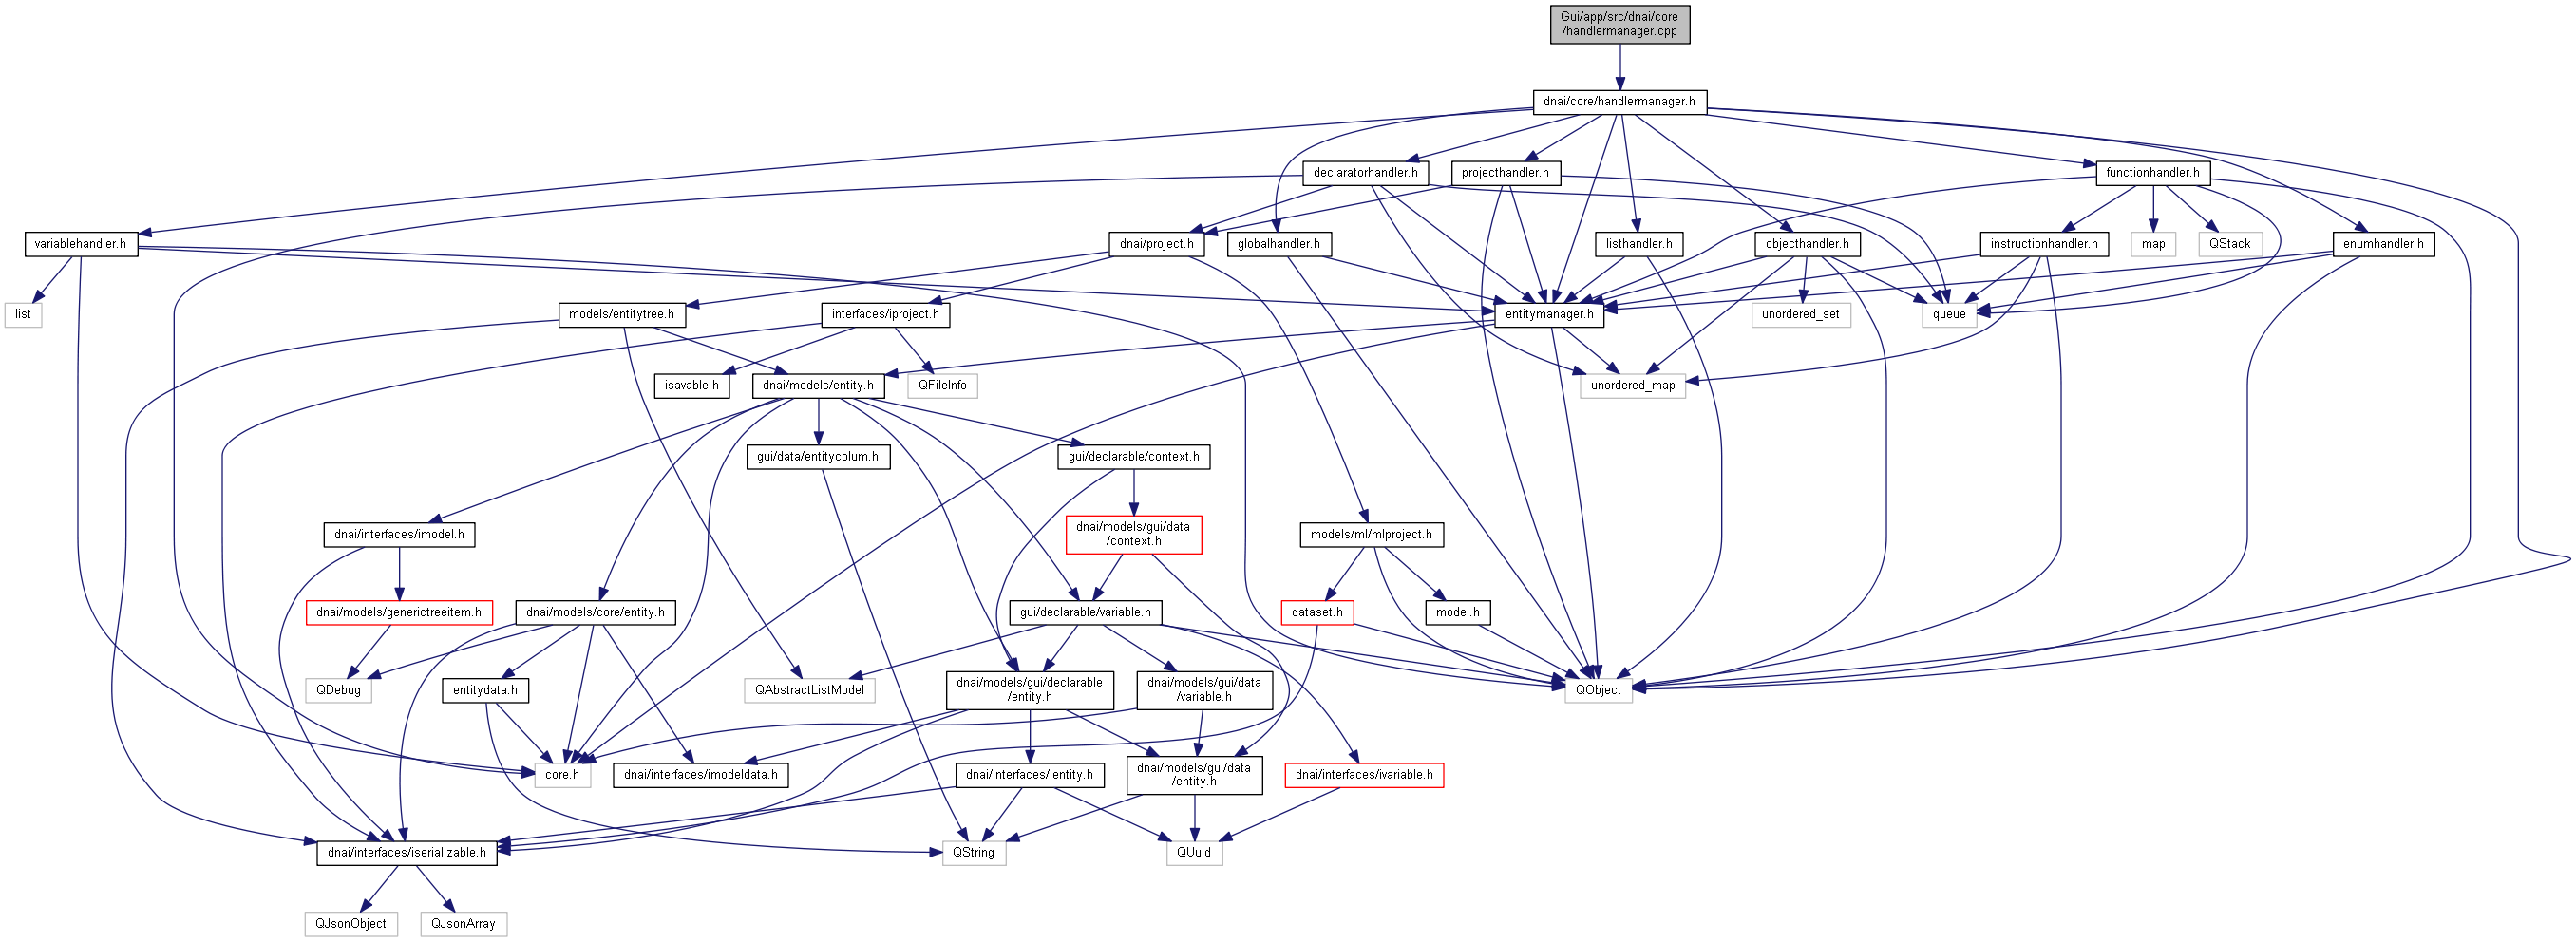 Gui/app/src/dnai/core
/handlermanager.cpp
dnai/core/handlermanager.h
declaratorhandler.h
projecthandler.h
functionhandler.h
variablehandler.h
dnai/project.h
globalhandler.h
listhandler.h
objecthandler.h
instructionhandler.h
map
QStack
enumhandler.h
list
models/entitytree.h
interfaces/iproject.h
entitymanager.h
unordered_set
queue
isavable.h
dnai/models/entity.h
QFileInfo
unordered_map
gui/data/entitycolum.h
gui/declarable/context.h
dnai/interfaces/imodel.h
dnai/models/gui/data
/context.h
models/ml/mlproject.h
dnai/models/generictreeitem.h
dnai/models/core/entity.h
gui/declarable/variable.h
dataset.h
model.h
QDebug
entitydata.h
QAbstractListModel
dnai/models/gui/declarable
/entity.h
dnai/models/gui/data
/variable.h
QObject
core.h
dnai/interfaces/imodeldata.h
dnai/interfaces/ientity.h
dnai/models/gui/data
/entity.h
dnai/interfaces/ivariable.h
dnai/interfaces/iserializable.h
QString
QUuid
QJsonObject
QJsonArray